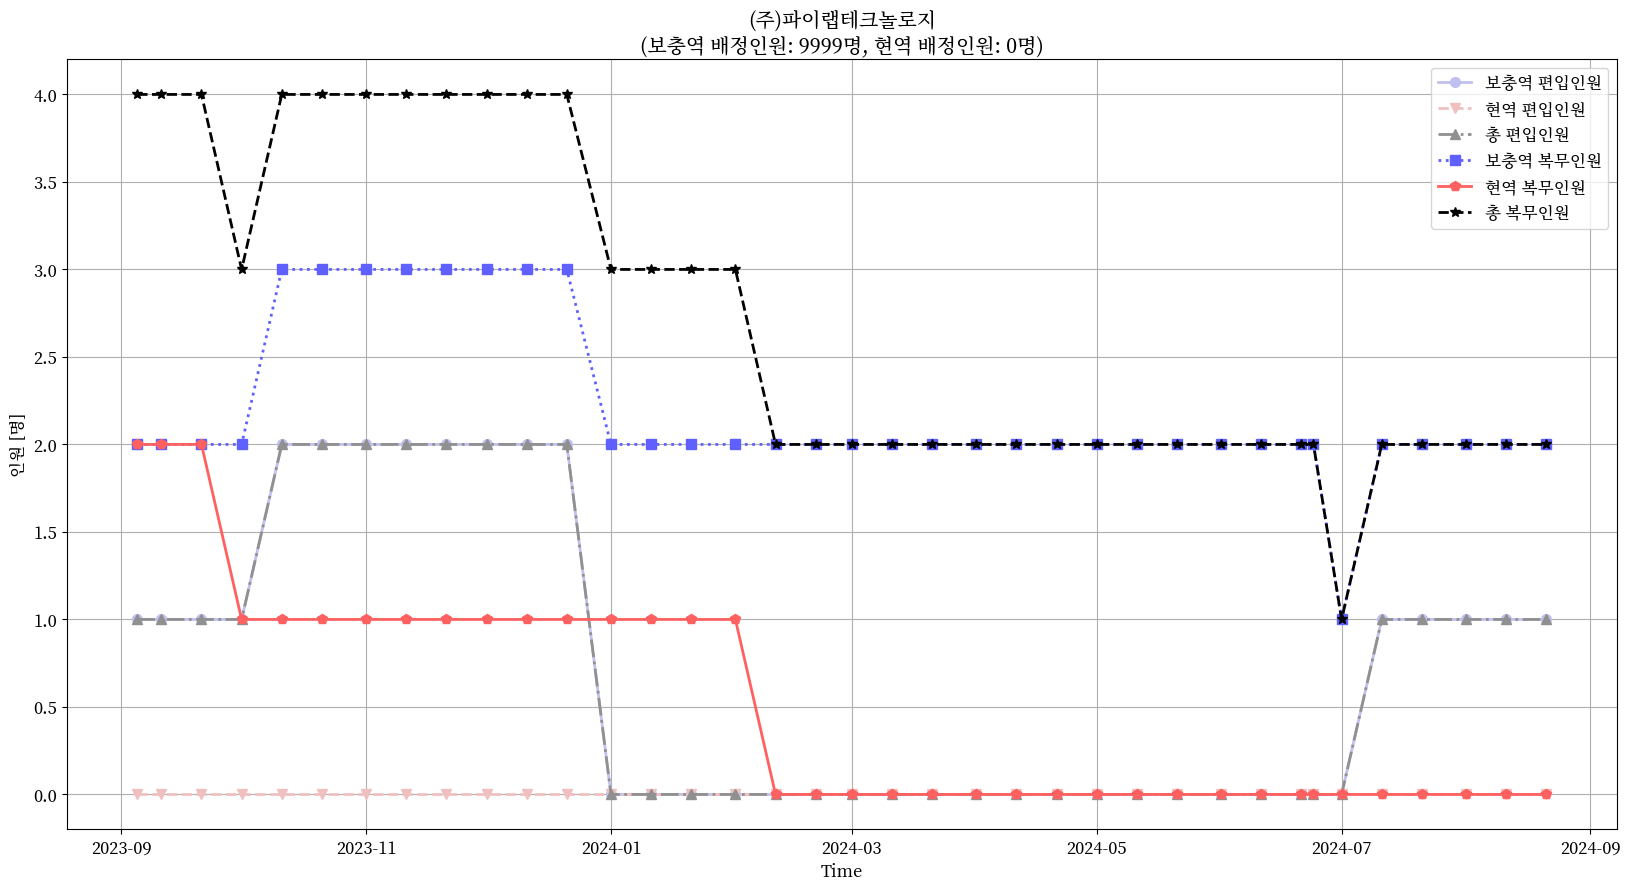 (주)파이랩테크놀로지
(보충역 배정인원: 9999명, 현역 배정인원: 0명)
보충역 편입인원
현역 편입인원
총 편입인원
보충역 복무인원
현역 복무인원
총 복무인원
인원 [명]
4.0
3.5
3.0
2.5
2.0
1.5
1.0
0.5
0.0
2023-09
2023-11
2024-01
2024-03
2024-05
2024-07
2024-09
Time